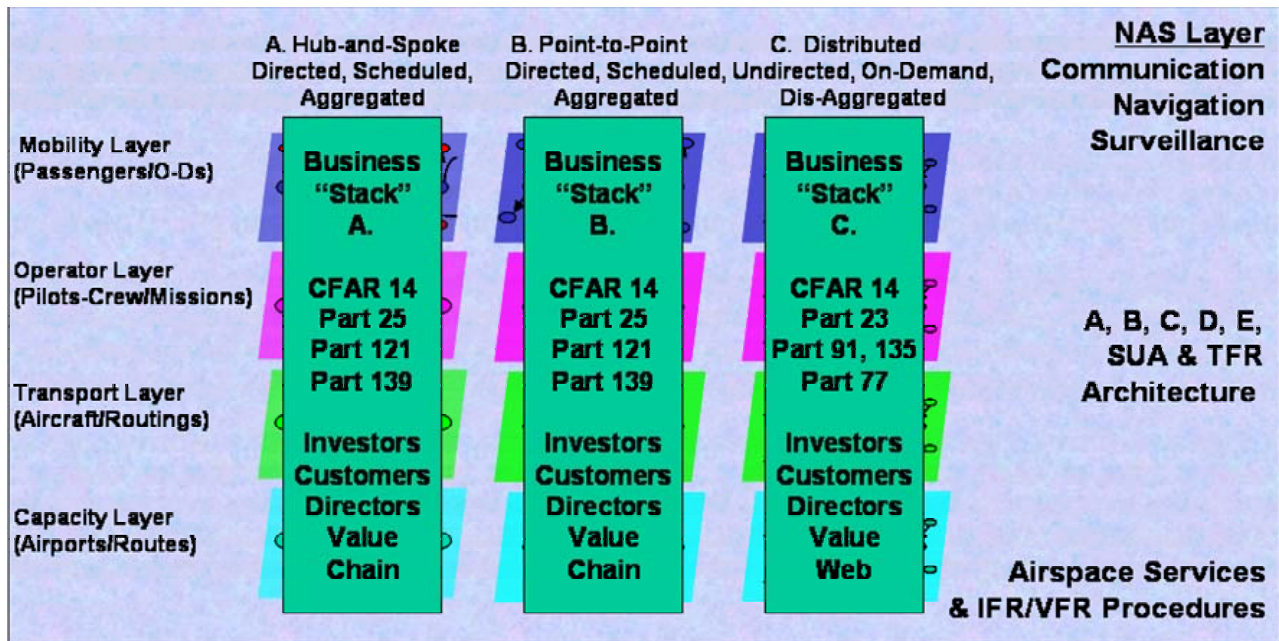 A. Hub-and-Spoke
Directed, Scheduled,
Aggregated
B. Point-to-Point
Directed, Scheduled,
Aggregated
C. Distributed
Undirected, On-Demand,
Dis-Aggregated
NAS Layer
Communication
Navigation
Surveillance
Mobility Layer
(Passengers/O-Ds)
Operator Layer
(Pilots-Crew/Missions)
Transport Layer
(Aircraft/Routings)
Capacity Layer
(Airports/Routes)
Business
“Stack”
A.
CFAR 14
Part 25
Part 121
Part 139
Investors
Customers
Directors
Value
Chain
Business
“Stack”
B.
CFAR 14
Part 25
Part 121
Part 139
Investors
Customers
Directors
Value
Chain
Business
“Stack”
C.
CFAR 14
Part 23
Part 91, 135
Part 77
Investors
Customers
Directors
Value
Web
A, B, C, D, E,
SUA & TFR
Architecture
Airspace Services
& IFR/VFR Procedures